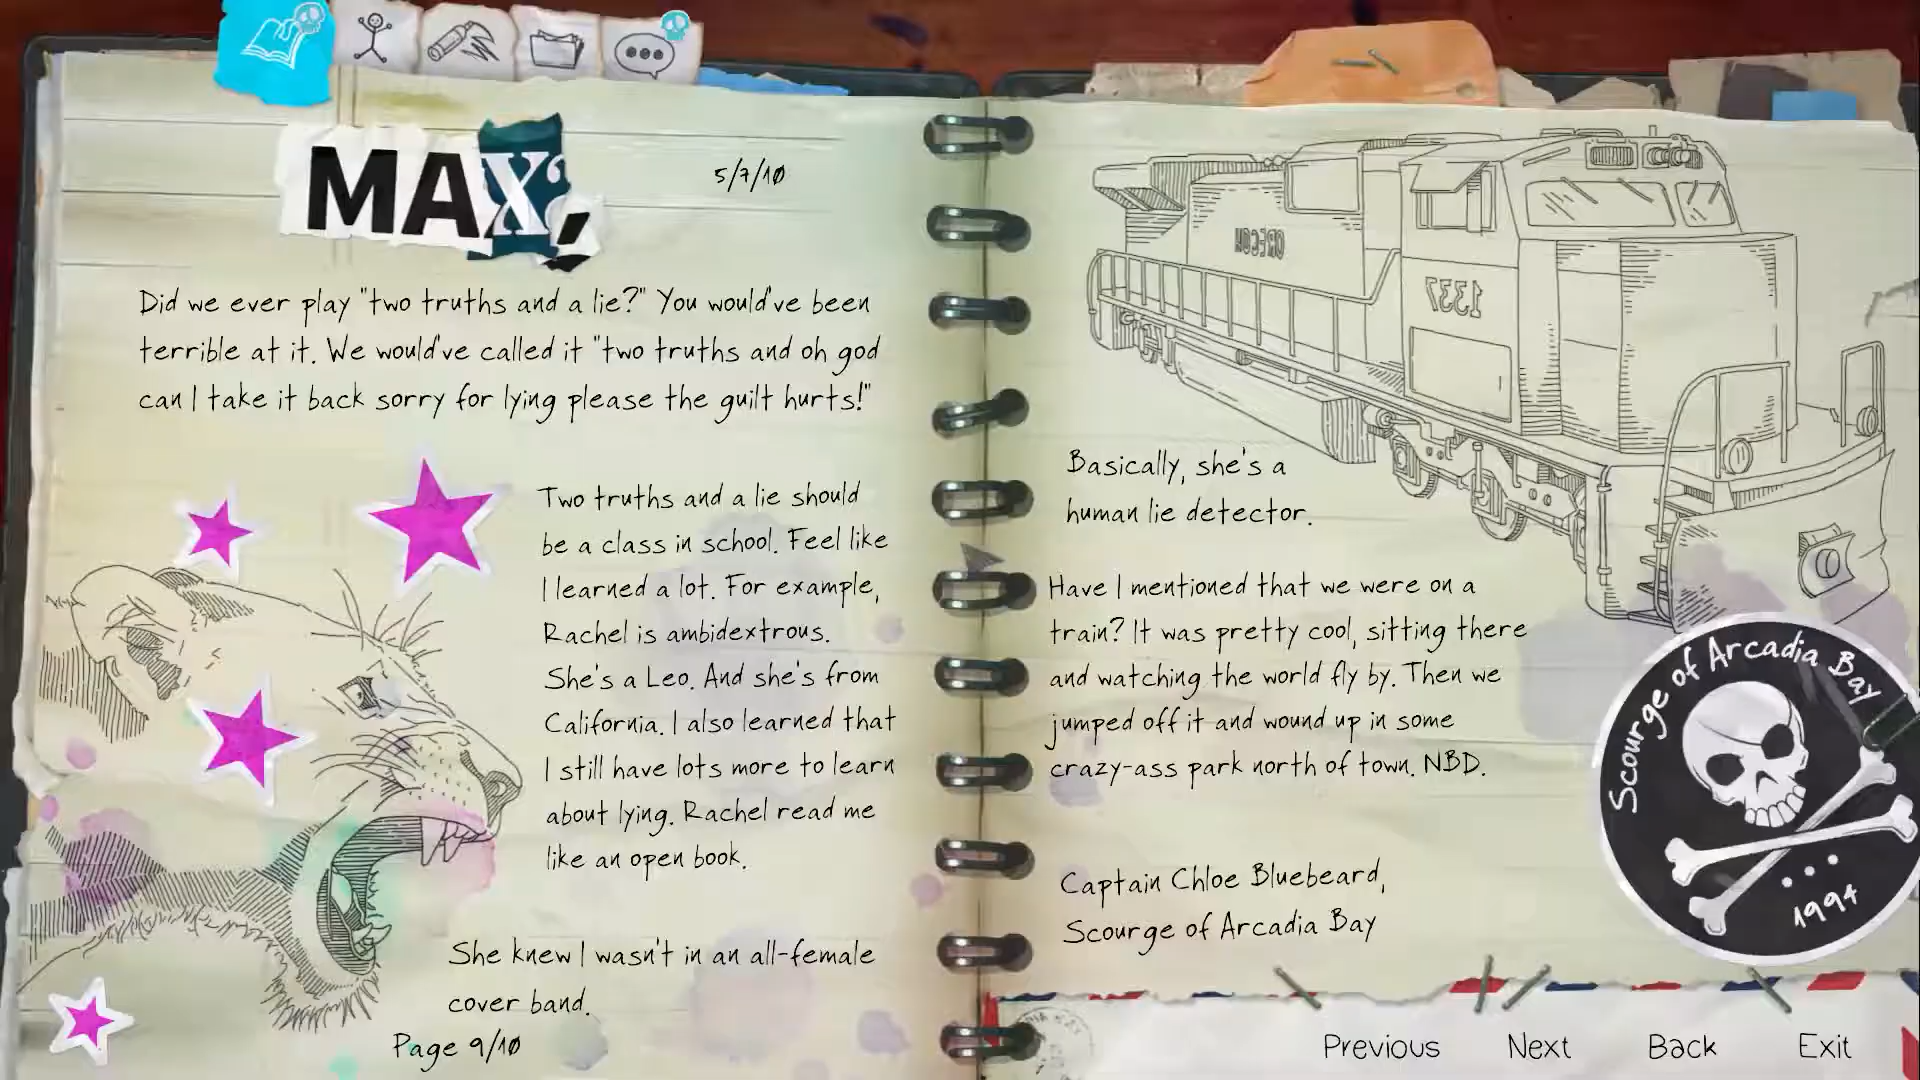 MAX,
5/7/10
Did we ever play "two truths and a lie?" You would've been
terrible at it. We would've called it "two truths and oh god
can I take it back sorry for lying please the guilt hurts!"
Two truths and a lie should
be a class in school. Feel like
I learned a lot. For example,
Rachel is ambidextrous.
She's a Leo. And she's from
California. I also learned that
I still have lots more to learn
about lying. Rachel read me
like an open book.
She knew I wasn't in an all-female
cover band.
Page 9/10
OREGON
1337
Basically, she's a
human lie detector.
Have I mentioned that we were on a
train? It was pretty cool, sitting there
and watching the world fly by. Then we
jumped off it and wound up in some
crazy-ass park north of town. NBD.
Captain Chloe Bluebeard,
Scourge of Arcadia Bay
Scourge of Arcadia Bay
1994
Previous
Next
Back
Exit